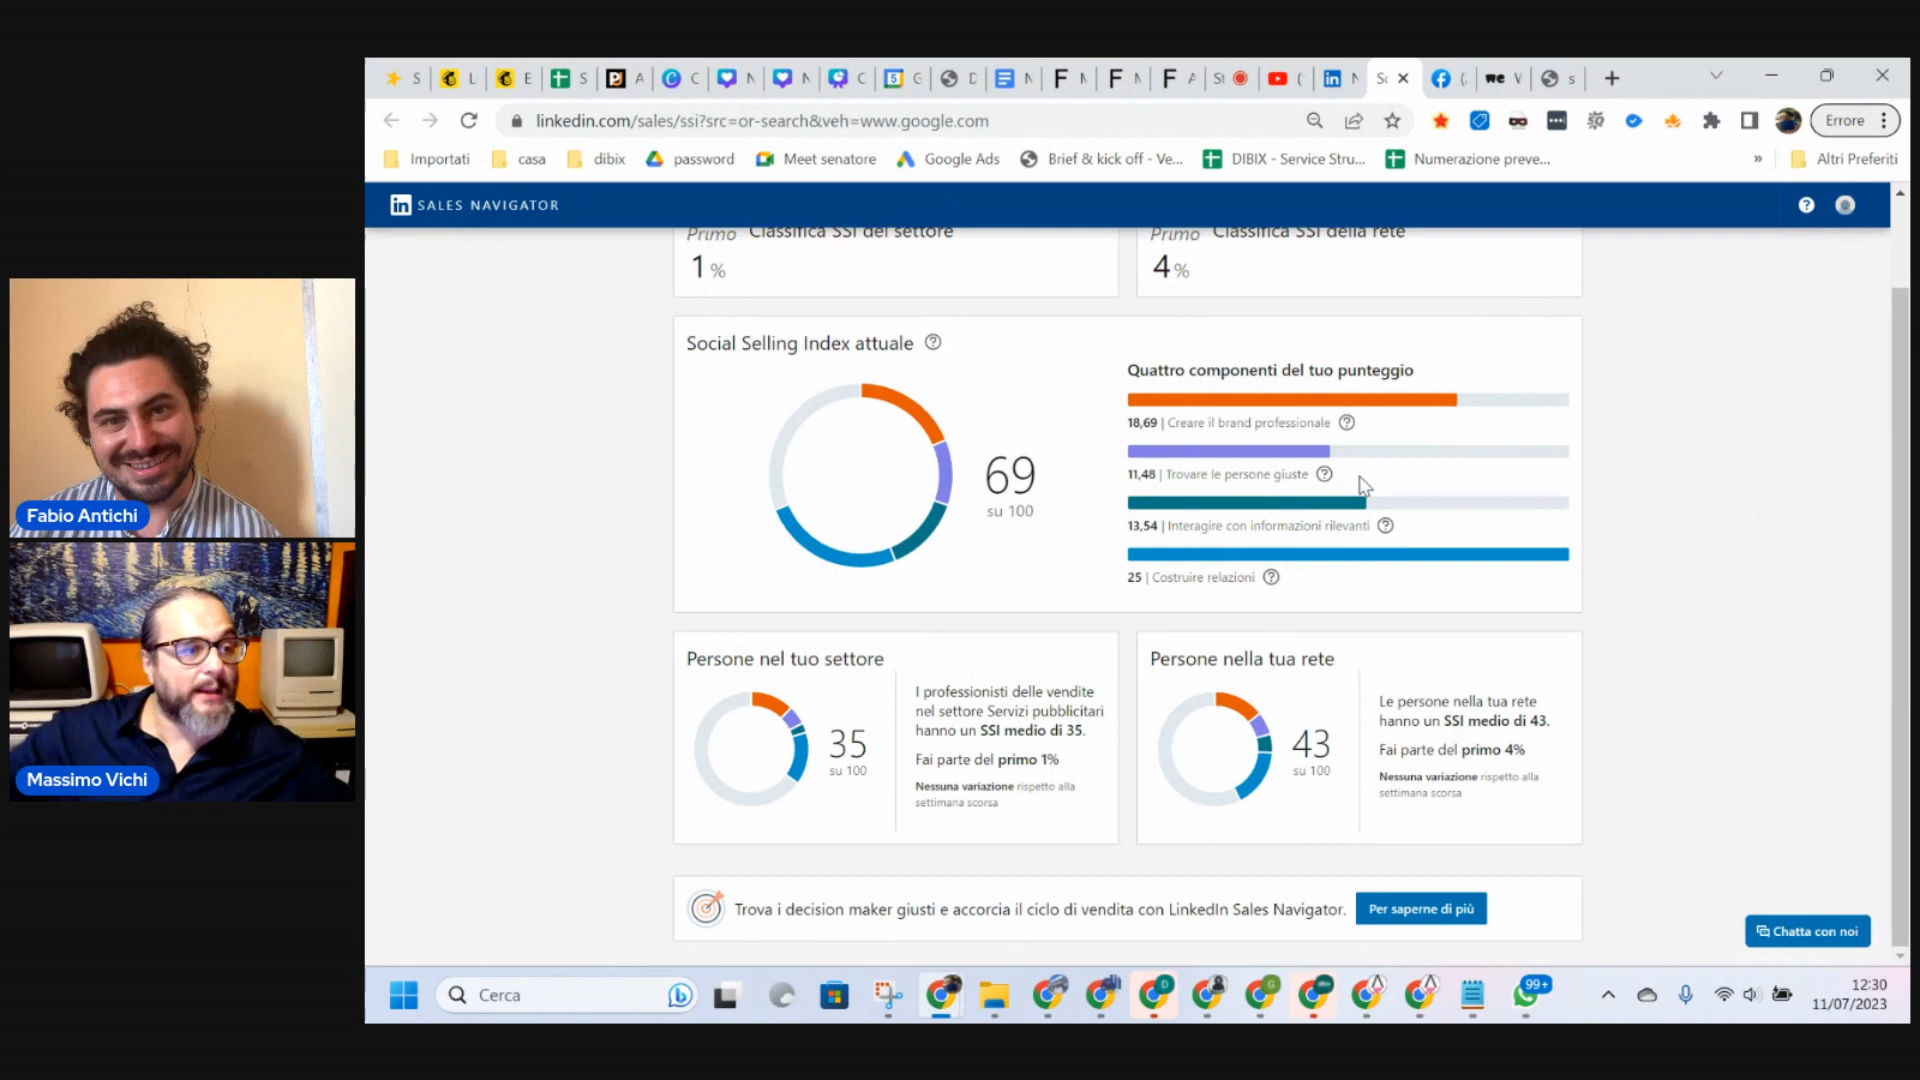 linkedin.com/sales/ssi?src=or-search&veh=www.google.com
Errore
Importati
casa
dibix
password
Meet senatore
Google Ads
Brief & kick off - Ve...
DIBIX - Service Stru...
Numerazione preve...
»
Altri Preferiti
in SALES NAVIGATOR
Primo Classifica SSI del settore
1 %
Primo Classifica SSI della rete
4 %
Social Selling Index attuale
69
su 100
Quattro componenti del tuo punteggio
18,69 | Creare il brand professionale
11,48 | Trovare le persone giuste
13,54 | Interagire con informazioni rilevanti
25 | Costruire relazioni
Persone nel tuo settore
35
su 100
I professionisti delle vendite
nel settore Servizi pubblicitari
hanno un SSI medio di 35.
Fai parte del primo 1%
Nessuna variazione rispetto alla
settimana scorsa
Persone nella tua rete
43
su 100
Le persone nella tua rete
hanno un SSI medio di 43.
Fai parte del primo 4%
Nessuna variazione rispetto alla
settimana scorsa
Trova i decision maker giusti e accorcia il ciclo di vendita con LinkedIn Sales Navigator.
Per saperne di più
Chatta con noi
Fabio Antichi
Massimo Vichi
Cerca
99+
12:30
11/07/2023